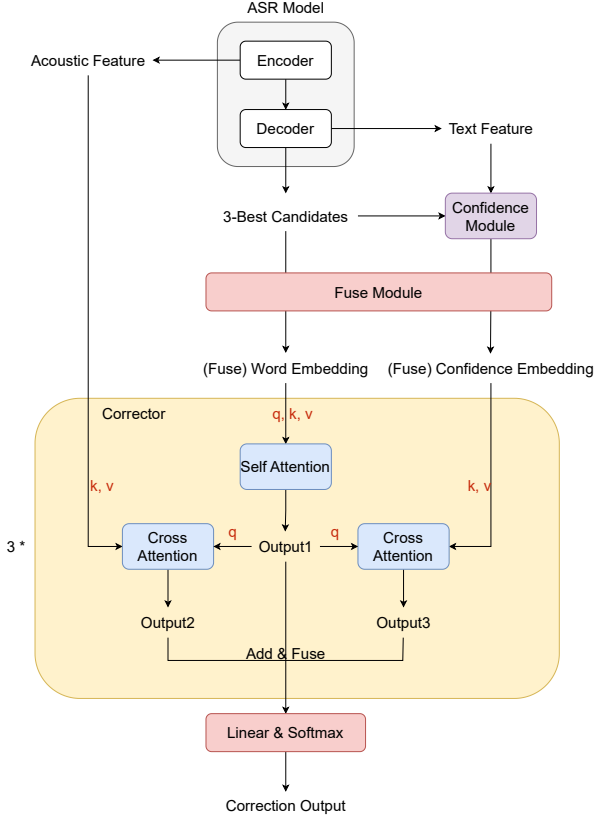 ASR Model
Encoder
Acoustic Feature
Decoder
Text Feature
3-Best Candidates
Confidence
Module
Fuse Module
(Fuse) Word Embedding
(Fuse) Confidence Embedding
Corrector
q, k, v
Self Attention
k, v
k, v
3 *
Cross
Attention
q
Output1
q
Cross
Attention
Output2
Output3
Add & Fuse
Linear & Softmax
Correction Output